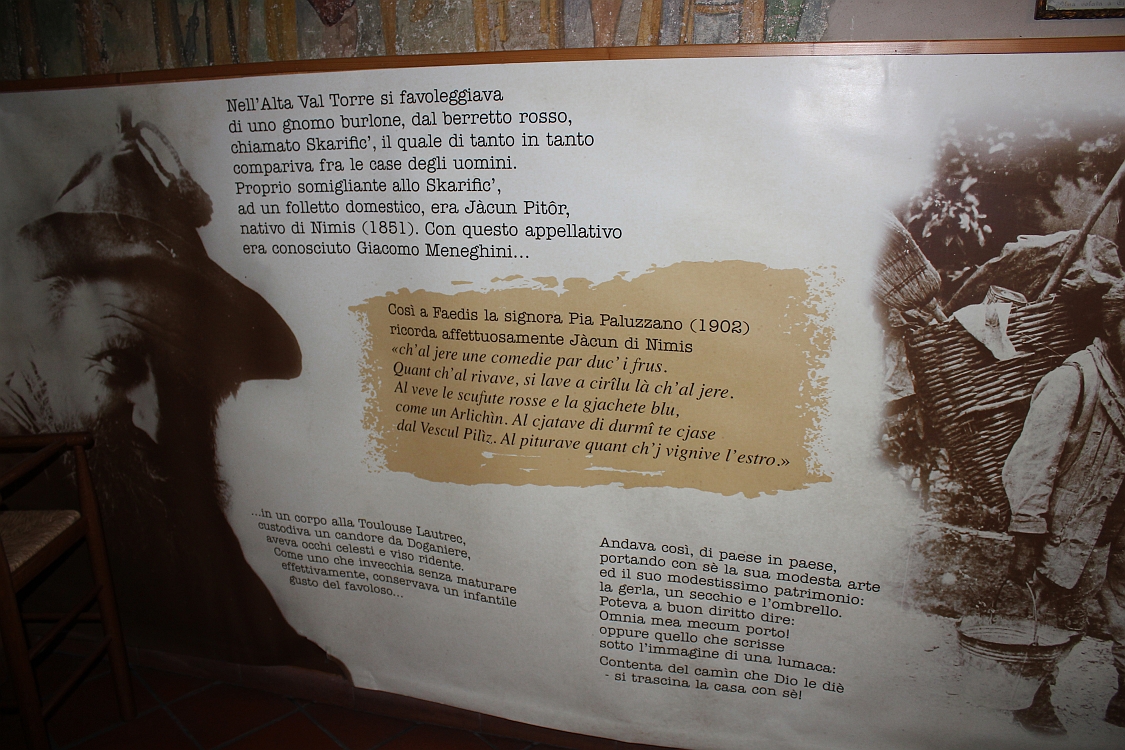 Nell'Alta Val Torre si favoleggiava
di uno gnomo burlone, dal berretto rosso,
chiamato Skarific', il quale di tanto in tanto
compariva fra le case degli uomini.
Proprio somigliante allo Skarific',
ad un folletto domestico, era Jàcun Pitôr,
nativo di Nimis (1851). Con questo appellativo
era conosciuto Giacomo Meneghini...
Così a Faedis la signora Pia Paluzzano (1902)
ricorda affettuosamente Jàcun di Nimis
«ch'al jere une comedie par duc' i frus.
Quant ch'al rivave, si lave a cirîlu là ch'al jere.
Al veve le scufute rosse e la gjachete blu,
come un Arlichìn. Al cjatave di durmî te cjase
dal Vescul Pilìz. Al piturave quant ch'j vignive l'estro.»
...in un corpo alla Toulouse Lautrec,
custodiva un candore da Doganiere,
aveva occhi celesti e viso ridente.
Come uno che invecchia senza maturare
effettivamente, conservava un infantile
gusto del favoloso...
Andava così, di paese in paese,
portando con sè la sua modesta arte
ed il suo modestissimo patrimonio:
la gerla, un secchio e l'ombrello.
Poteva a buon diritto dire:
Omnia mea mecum porto!
oppure quello che scrisse
sotto l'immagine di una lumaca:
Contenta del camìn che Dio le diè
- si trascina la casa con sè!